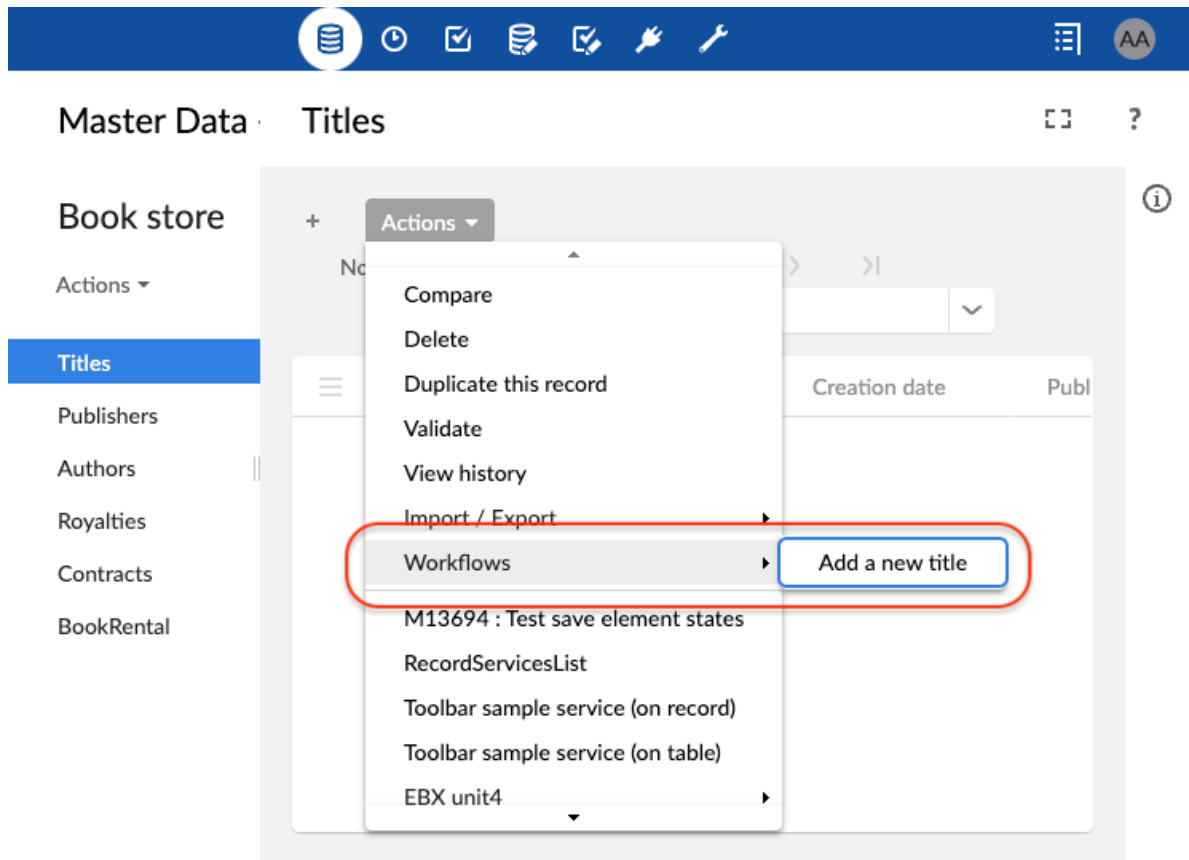 AA
Master Data
Titles
?
Book store
Actions
Titles
Publishers
Authors
Royalties
Contracts
BookRental
+
Actions
Compare
Delete
Duplicate this record
Validate
View history
Import / Export
Workflows
Add a new title
M13694 : Test save element states
RecordServicesList
Toolbar sample service (on record)
Toolbar sample service (on table)
EBX unit4
Creation date
Publ